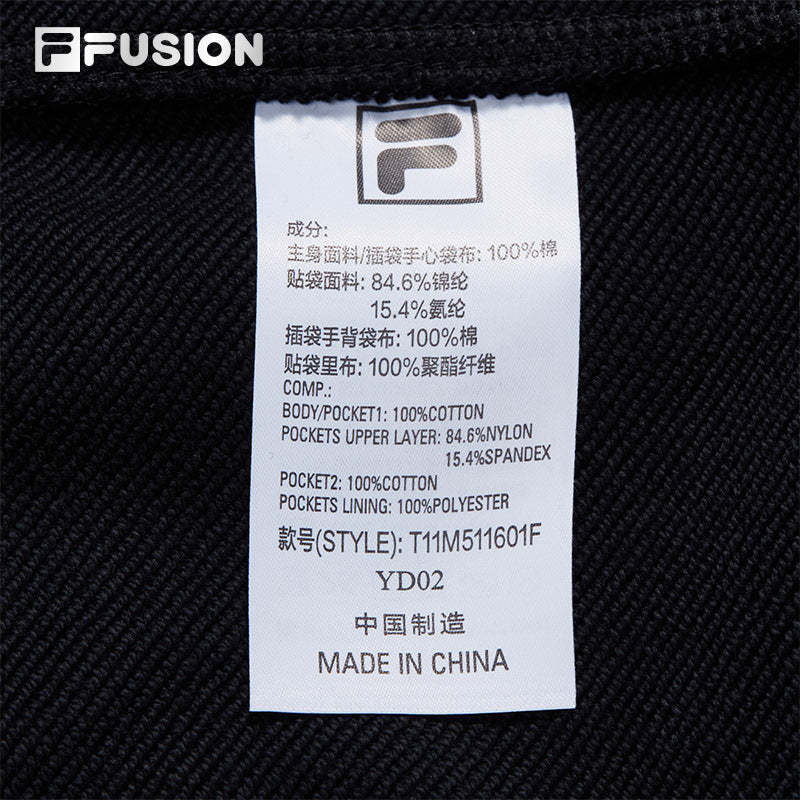 FUSION
成分:
主身面料/插袋手心袋布: 100%棉
贴袋面料: 84.6%锦纶
15.4%氨纶
插袋手背袋布: 100%棉
贴袋里布: 100%聚酯纤维
COMP.:
BODY/POCKET1: 100%COTTON
POCKETS UPPER LAYER: 84.6%NYLON
15.4%SPANDEX
POCKET2: 100%COTTON
POCKETS LINING: 100%POLYESTER
款号(STYLE): T11M511601F
YD02
中国制造
MADE IN CHINA